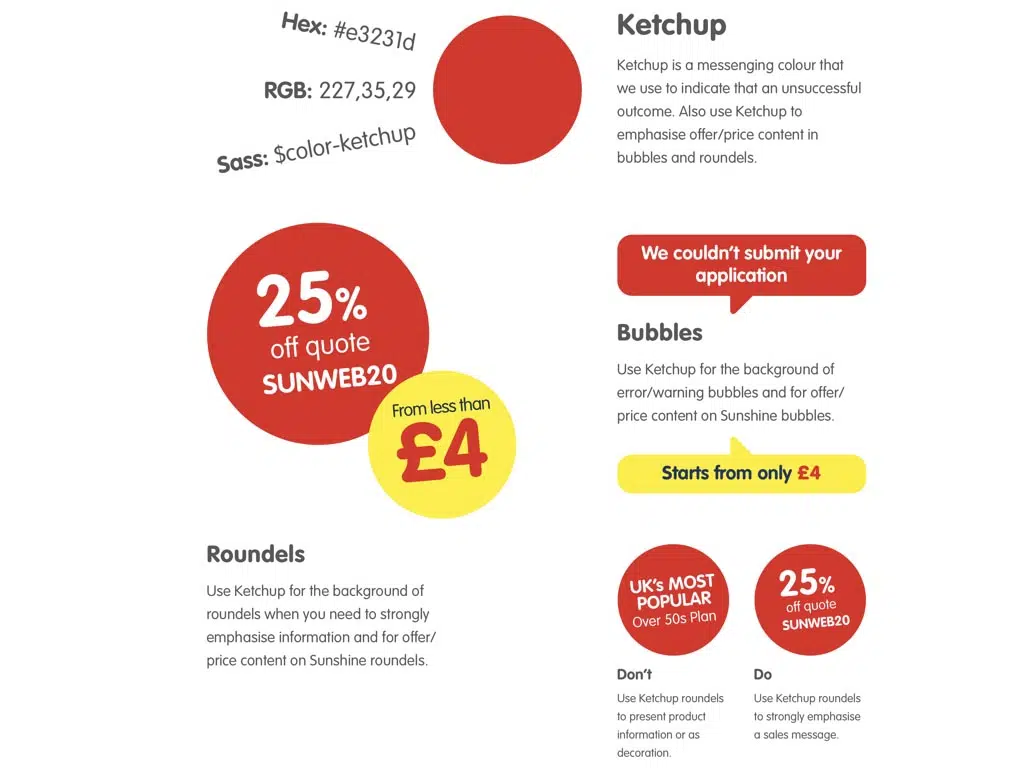 Hex: #e3231d
RGB: 227,35,29
Sass: $color-ketchup
Ketchup
Ketchup is a messenging colour that
we use to indicate that an unsuccessful
outcome. Also use Ketchup to
emphasise offer/price content in
bubbles and roundels.
25%
off quote
SUNWEB20
From less than
£4
Roundels
Use Ketchup for the background of
roundels when you need to strongly
emphasise information and for offer/
price content on Sunshine roundels.
We couldn't submit your
application
Bubbles
Use Ketchup for the background of
error/warning bubbles and for offer/
price content on Sunshine bubbles.
Starts from only £4
UK's MOST
POPULAR
Over 50s Plan
Don't
Use Ketchup roundels
to present product
information or as
decoration.
25%
off quote
SUNWEB20
Do
Use Ketchup roundels
to strongly emphasise
a sales message.